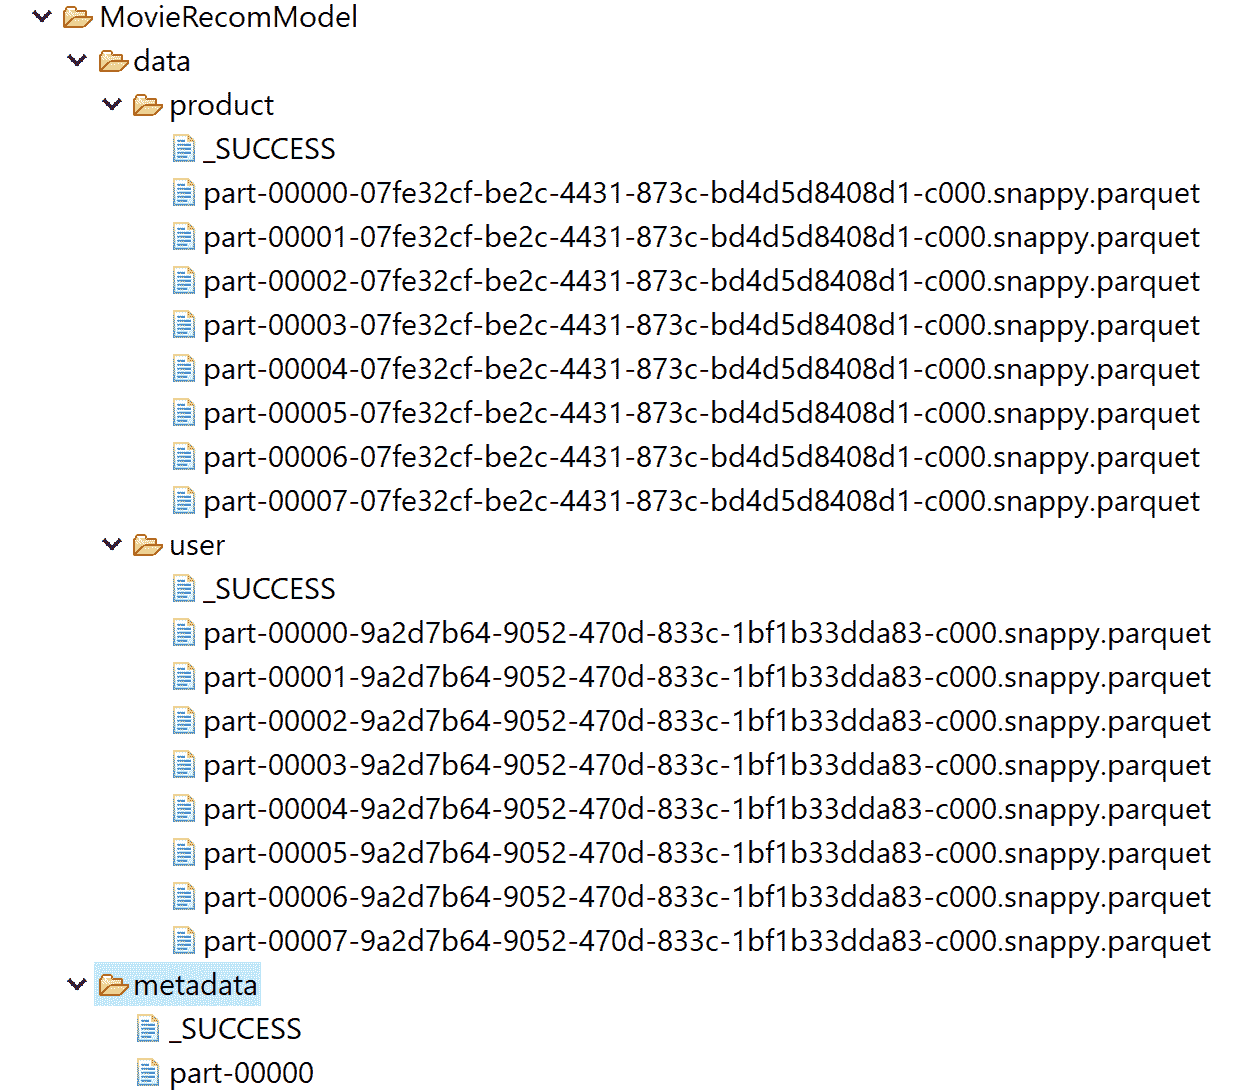 MovieRecomModel
data
product
_SUCCESS
part-00000-07fe32cf-be2c-4431-873c-bd4d5d8408d1-c000.snappy.parquet
part-00001-07fe32cf-be2c-4431-873c-bd4d5d8408d1-c000.snappy.parquet
part-00002-07fe32cf-be2c-4431-873c-bd4d5d8408d1-c000.snappy.parquet
part-00003-07fe32cf-be2c-4431-873c-bd4d5d8408d1-c000.snappy.parquet
part-00004-07fe32cf-be2c-4431-873c-bd4d5d8408d1-c000.snappy.parquet
part-00005-07fe32cf-be2c-4431-873c-bd4d5d8408d1-c000.snappy.parquet
part-00006-07fe32cf-be2c-4431-873c-bd4d5d8408d1-c000.snappy.parquet
part-00007-07fe32cf-be2c-4431-873c-bd4d5d8408d1-c000.snappy.parquet
user
_SUCCESS
part-00000-9a2d7b64-9052-470d-833c-1bf1b33dda83-c000.snappy.parquet
part-00001-9a2d7b64-9052-470d-833c-1bf1b33dda83-c000.snappy.parquet
part-00002-9a2d7b64-9052-470d-833c-1bf1b33dda83-c000.snappy.parquet
part-00003-9a2d7b64-9052-470d-833c-1bf1b33dda83-c000.snappy.parquet
part-00004-9a2d7b64-9052-470d-833c-1bf1b33dda83-c000.snappy.parquet
part-00005-9a2d7b64-9052-470d-833c-1bf1b33dda83-c000.snappy.parquet
part-00006-9a2d7b64-9052-470d-833c-1bf1b33dda83-c000.snappy.parquet
part-00007-9a2d7b64-9052-470d-833c-1bf1b33dda83-c000.snappy.parquet
metadata
_SUCCESS
part-00000